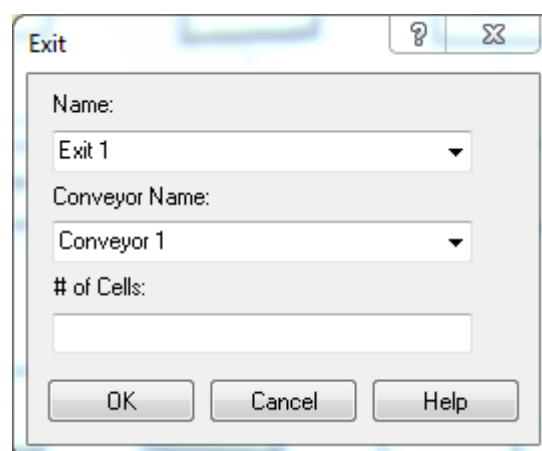 Exit
Name:
Exit 1
Conveyor Name:
Conveyor 1
# of Cells:
OK Cancel Help